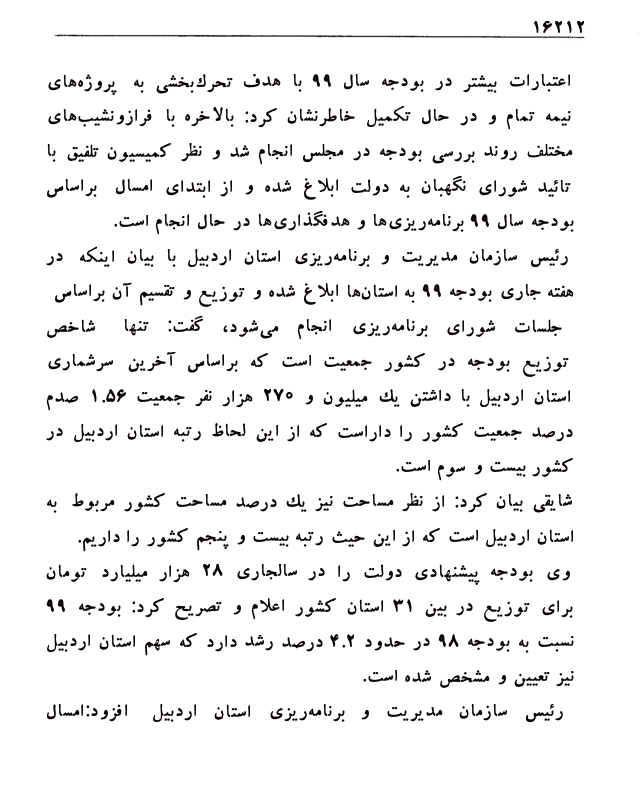 ۱۶۲۱۲
اعتبارات بیشتر در بودجه سال ۹۹ با هدف تحرك‌بخشی به پروژه‌های
نیمه تمام و در حال تکمیل خاطرنشان کرد: بالاخره با فرازونشیب‌های
مختلف روند بررسی بودجه در مجلس انجام شد و نظر کمیسیون تلفیق با
تائید شورای نگهبان به دولت ابلاغ شده و از ابتدای امسال براساس
بودجه سال ۹۹ برنامه‌ریزی‌ها و هدفگذاری‌ها در حال انجام است.
رئیس سازمان مدیریت و برنامه‌ریزی استان اردبیل با بیان اینکه در
هفته جاری بودجه ۹۹ به استان‌ها ابلاغ شده و توزیع و تقسیم آن براساس
جلسات شورای برنامه‌ریزی انجام می‌شود، گفت: تنها شاخص
توزیع بودجه در کشور جمعیت است که براساس آخرین سرشماری
استان اردبیل با داشتن یك میلیون و ۲۷۰ هزار نفر جمعیت ۱.۵۶ صدم
درصد جمعیت کشور را داراست که از این لحاظ رتبه استان اردبیل در
کشور بیست و سوم است.
شایقی بیان کرد: از نظر مساحت نیز یك درصد مساحت کشور مربوط به
استان اردبیل است که از این حیث رتبه بیست و پنجم کشور را داریم.
وی بودجه پیشنهادی دولت را در سالجاری ۲۸ هزار میلیارد تومان
برای توزیع در بین ۳۱ استان کشور اعلام و تصریح کرد: بودجه ۹۹
نسبت به بودجه ۹۸ در حدود ۴.۲ درصد رشد دارد که سهم استان اردبیل
نیز تعیین و مشخص شده است.
رئیس سازمان مدیریت و برنامه‌ریزی استان اردبیل افزود:امسال